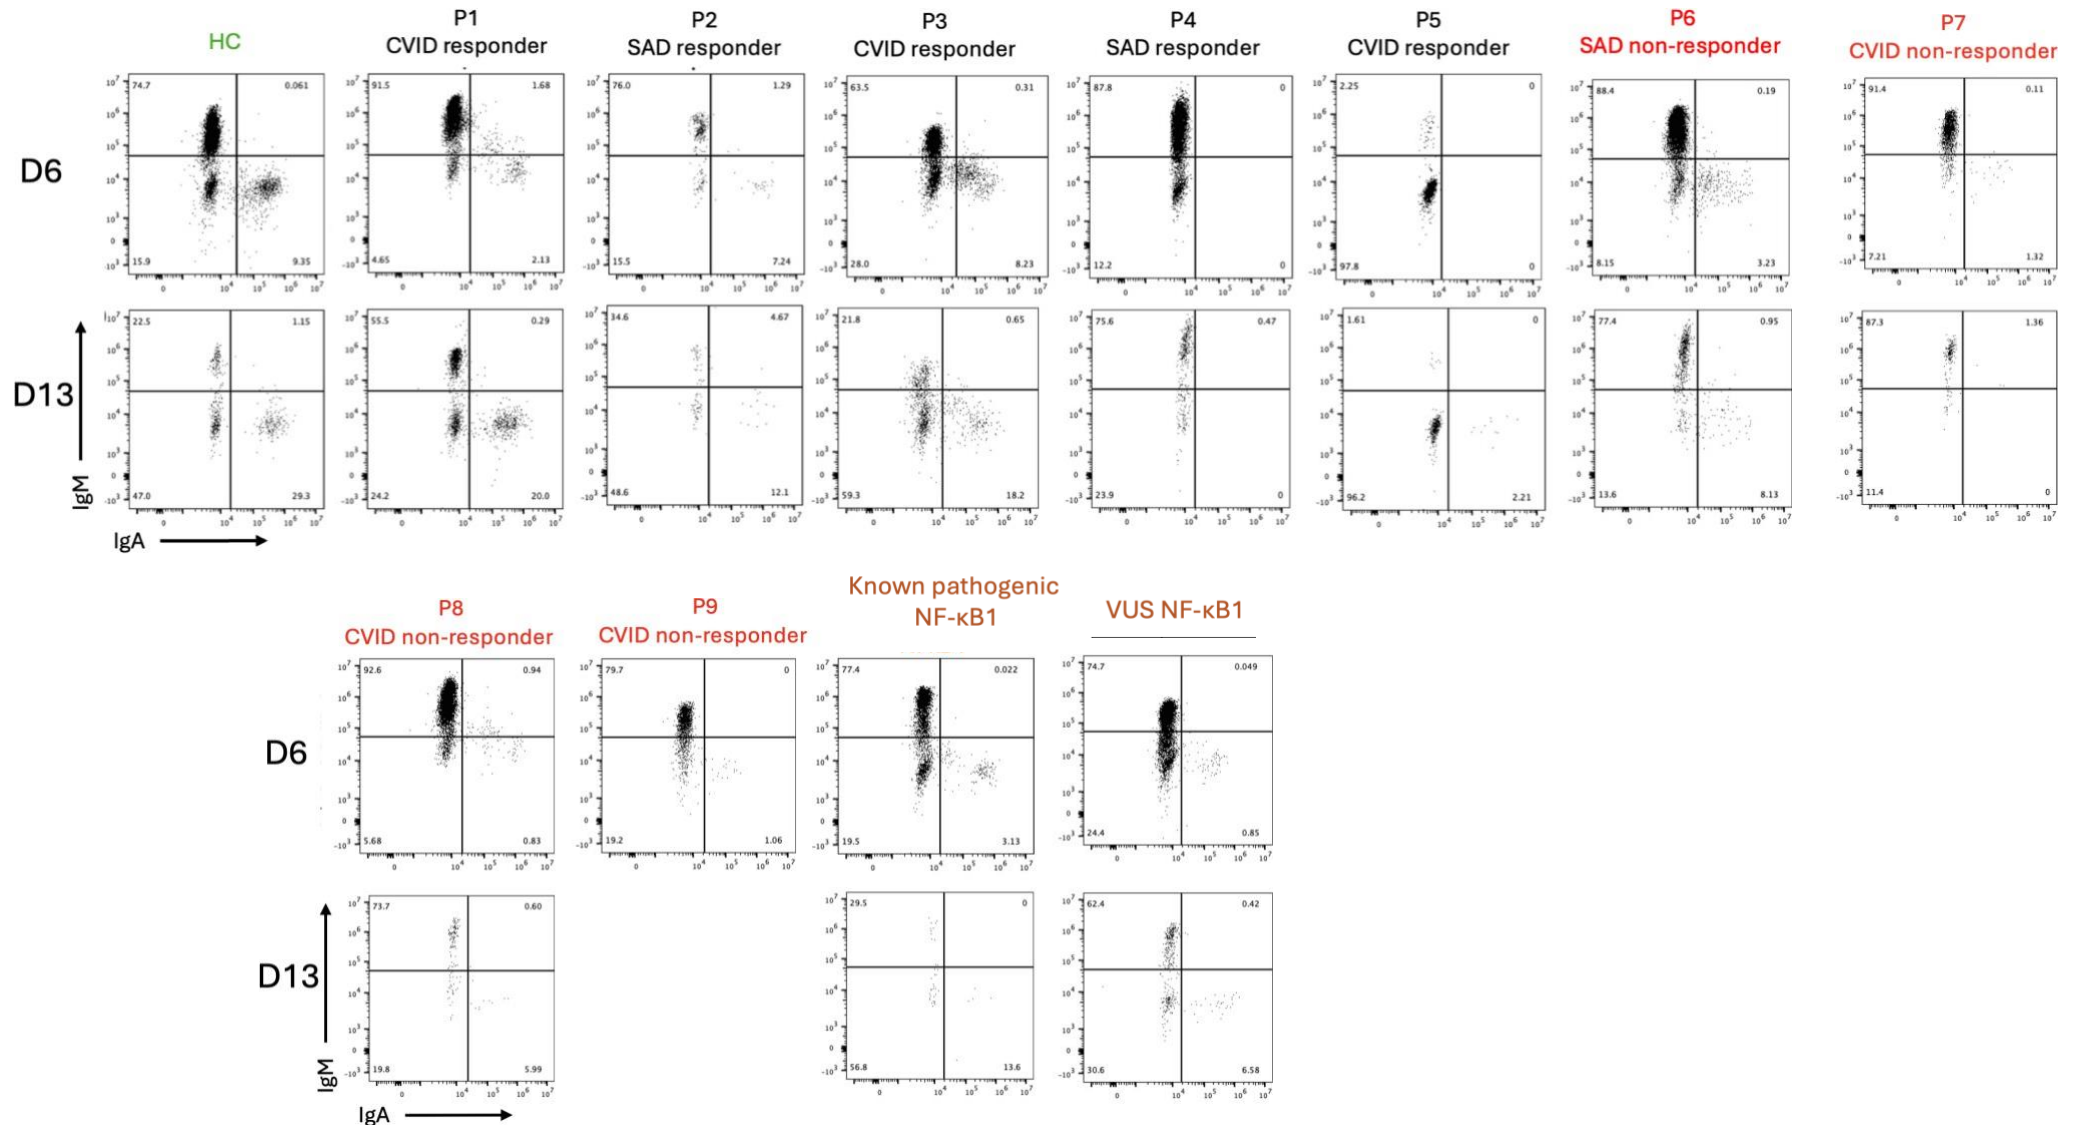 HC
P1
CVID responder
P2
SAD responder
P3
CVID responder
P4
SAD responder
P5
CVID responder
P6
SAD non-responder
P7
CVID non-responder
D6
74.7 0.061
15.9 9.35
91.5 1.68
4.65 2.13
76.0 1.29
15.5 7.24
63.5 0.31
28.0 8.23
87.8 0
12.2 0
2.25 0
97.8 0
88.4 0.19
8.15 3.23
91.4 0.11
7.21 1.32
D13
22.5 1.15
47.0 29.3
55.5 0.29
24.2 20.0
34.6 4.67
48.6 12.1
21.8 0.65
59.3 18.2
75.6 0.47
23.9 0
1.61 0
96.2 2.21
77.4 0.95
13.6 8.13
87.3 1.36
11.4 0
IgM
IgA
P8
CVID non-responder
P9
CVID non-responder
Known pathogenic
NF-κB1
VUS NF-κB1
D6
92.6 0.94
5.68 0.83
79.7 0
19.2 1.06
77.4 0.022
19.5 3.13
74.7 0.049
24.4 0.85
D13
73.7 0.60
19.8 5.99
29.5 0
56.8 13.6
62.4 0.42
30.6 6.58
IgM
IgA